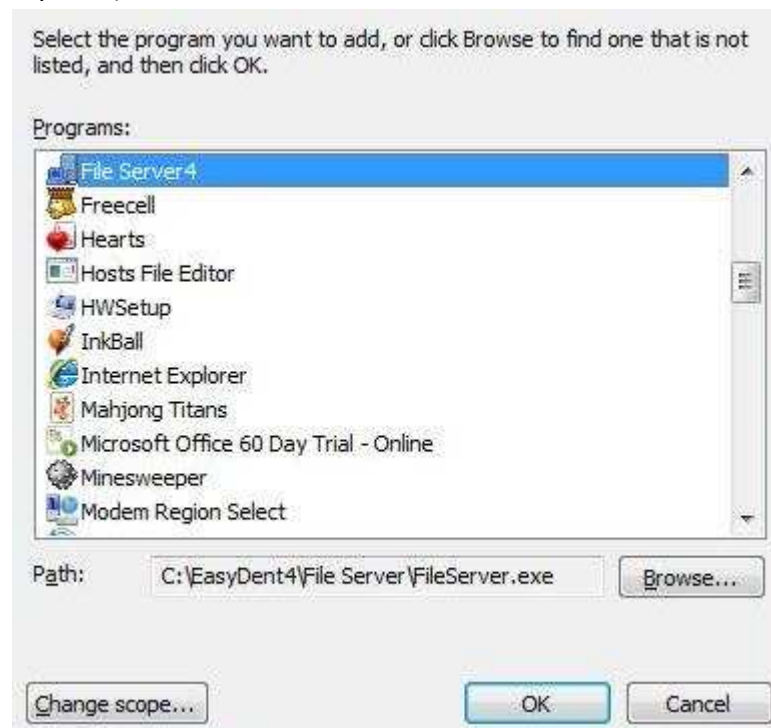 Select the program you want to add, or click Browse to find one that is not
listed, and then click OK.
Programs:
File Server4
Freecell
Hearts
Hosts File Editor
HWSetup
InkBall
Internet Explorer
Mahjong Titans
Microsoft Office 60 Day Trial - Online
Minesweeper
Modem Region Select
Path: C:\EasyDent4\File Server\FileServer.exe Browse...
Change scope... OK Cancel